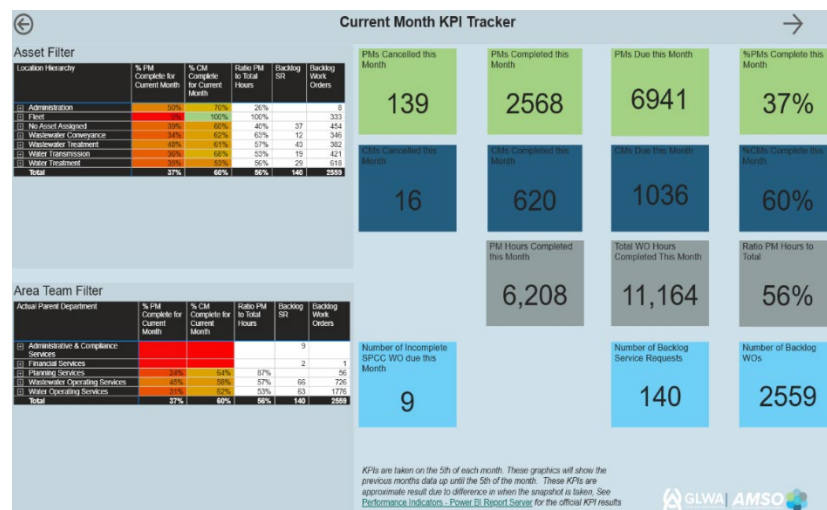 Current Month KPI Tracker
Asset Filter
Location Hierarchy % PM Complete for Current Month % CM Complete for Current Month Ratio PM to Total Hours Backlog SR Backlog Work Orders
Administration 50% 70% 26% 8
Fleet 0% 100% 100% 333
No Asset Assigned 39% 60% 40% 37 454
Wastewater Conveyance 34% 62% 63% 12 346
Wastewater Treatment 48% 61% 57% 43 382
Water Transmission 36% 66% 53% 19 421
Water Treatment 35% 53% 56% 29 618
Total 37% 60% 56% 140 2559
PMs Cancelled this Month
139
PMs Completed this Month
2568
PMs Due this Month
6941
%PMs Complete this Month
37%
CMs Cancelled this Month
16
CMs Completed this Month
620
CMs Due this Month
1036
%CMs Complete this Month
60%
PM Hours Completed this Month
6,208
Total WO Hours Completed This Month
11,164
Ratio PM Hours to Total
56%
Area Team Filter
Actual Parent Department % PM Complete for Current Month % CM Complete for Current Month Ratio PM to Total Hours Backlog SR Backlog Work Orders
Administrative & Compliance Services 9
Financial Services 2 1
Planning Services 24% 64% 87% 56
Wastewater Operating Services 45% 58% 57% 66 726
Water Operating Services 31% 62% 53% 63 1776
Total 37% 60% 56% 140 2559
Number of Incomplete SPCC WO due this Month
9
Number of Backlog Service Requests
140
Number of Backlog WOs
2559
KPIs are taken on the 5th of each month. These graphics will show the
previous months data up until the 5th of the month. These KPIs are
approximate result due to difference in when the snapshot is taken, See
Performance Indicators - Power BI Report Server for the official KPI results
GLWA | AMSO